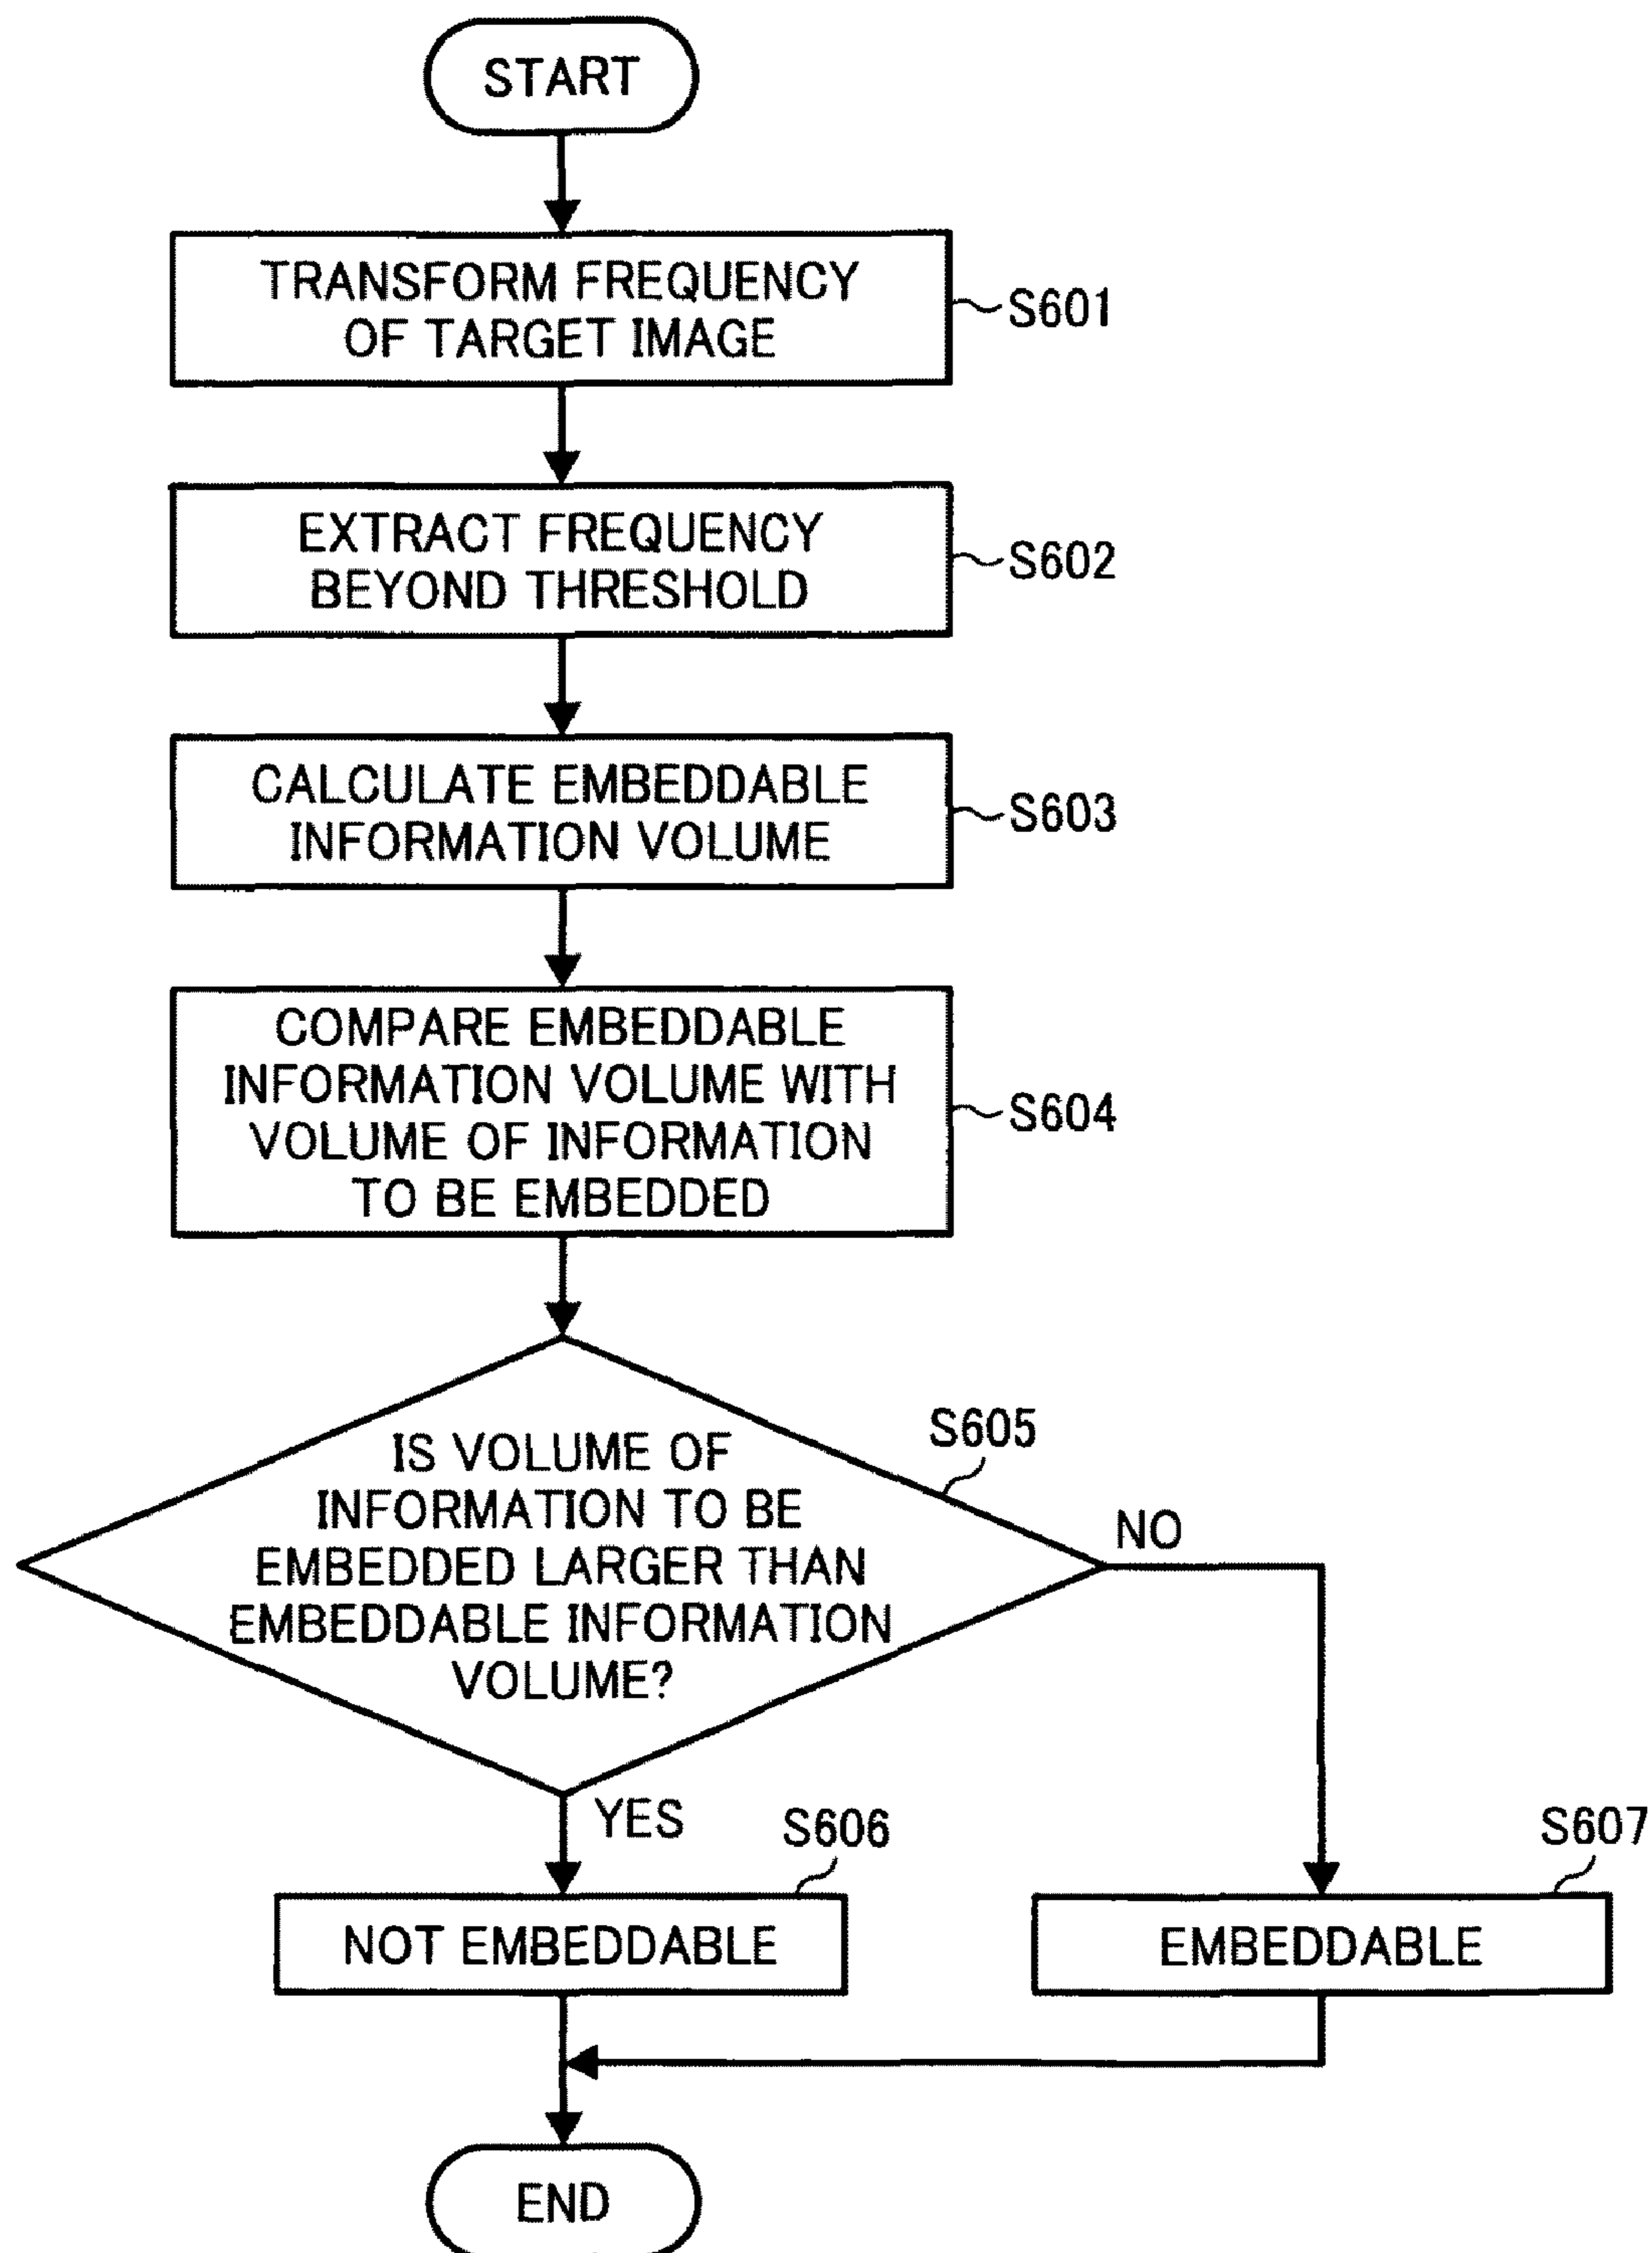 START
TRANSFORM FREQUENCY
OF TARGET IMAGE
S601
EXTRACT FREQUENCY
BEYOND THRESHOLD
S602
CALCULATE EMBEDDABLE
INFORMATION VOLUME
S603
COMPARE EMBEDDABLE
INFORMATION VOLUME WITH
VOLUME OF INFORMATION
TO BE EMBEDDED
S604
S605
IS VOLUME OF
INFORMATION TO BE
EMBEDDED LARGER THAN
EMBEDDABLE INFORMATION
VOLUME?
NO
YES
S606
S607
NOT EMBEDDABLE
EMBEDDABLE
END